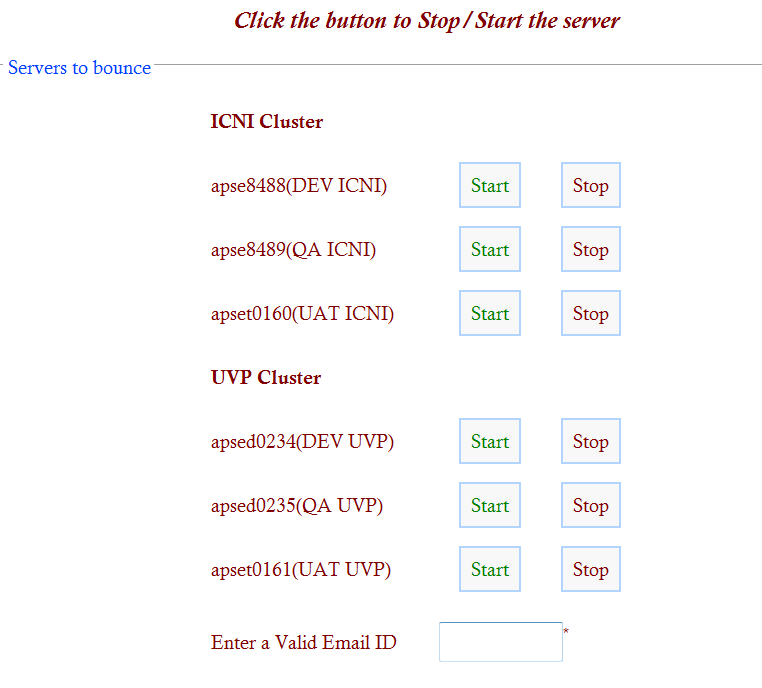 Click the button to Stop/Start the server
Servers to bounce
ICNI Cluster
apse8488(DEV ICNI) Start Stop
apse8489(QA ICNI) Start Stop
apset0160(UAT ICNI) Start Stop
UVP Cluster
apsed0234(DEV UVP) Start Stop
apsed0235(QA UVP) Start Stop
apset0161(UAT UVP) Start Stop
Enter a Valid Email ID *